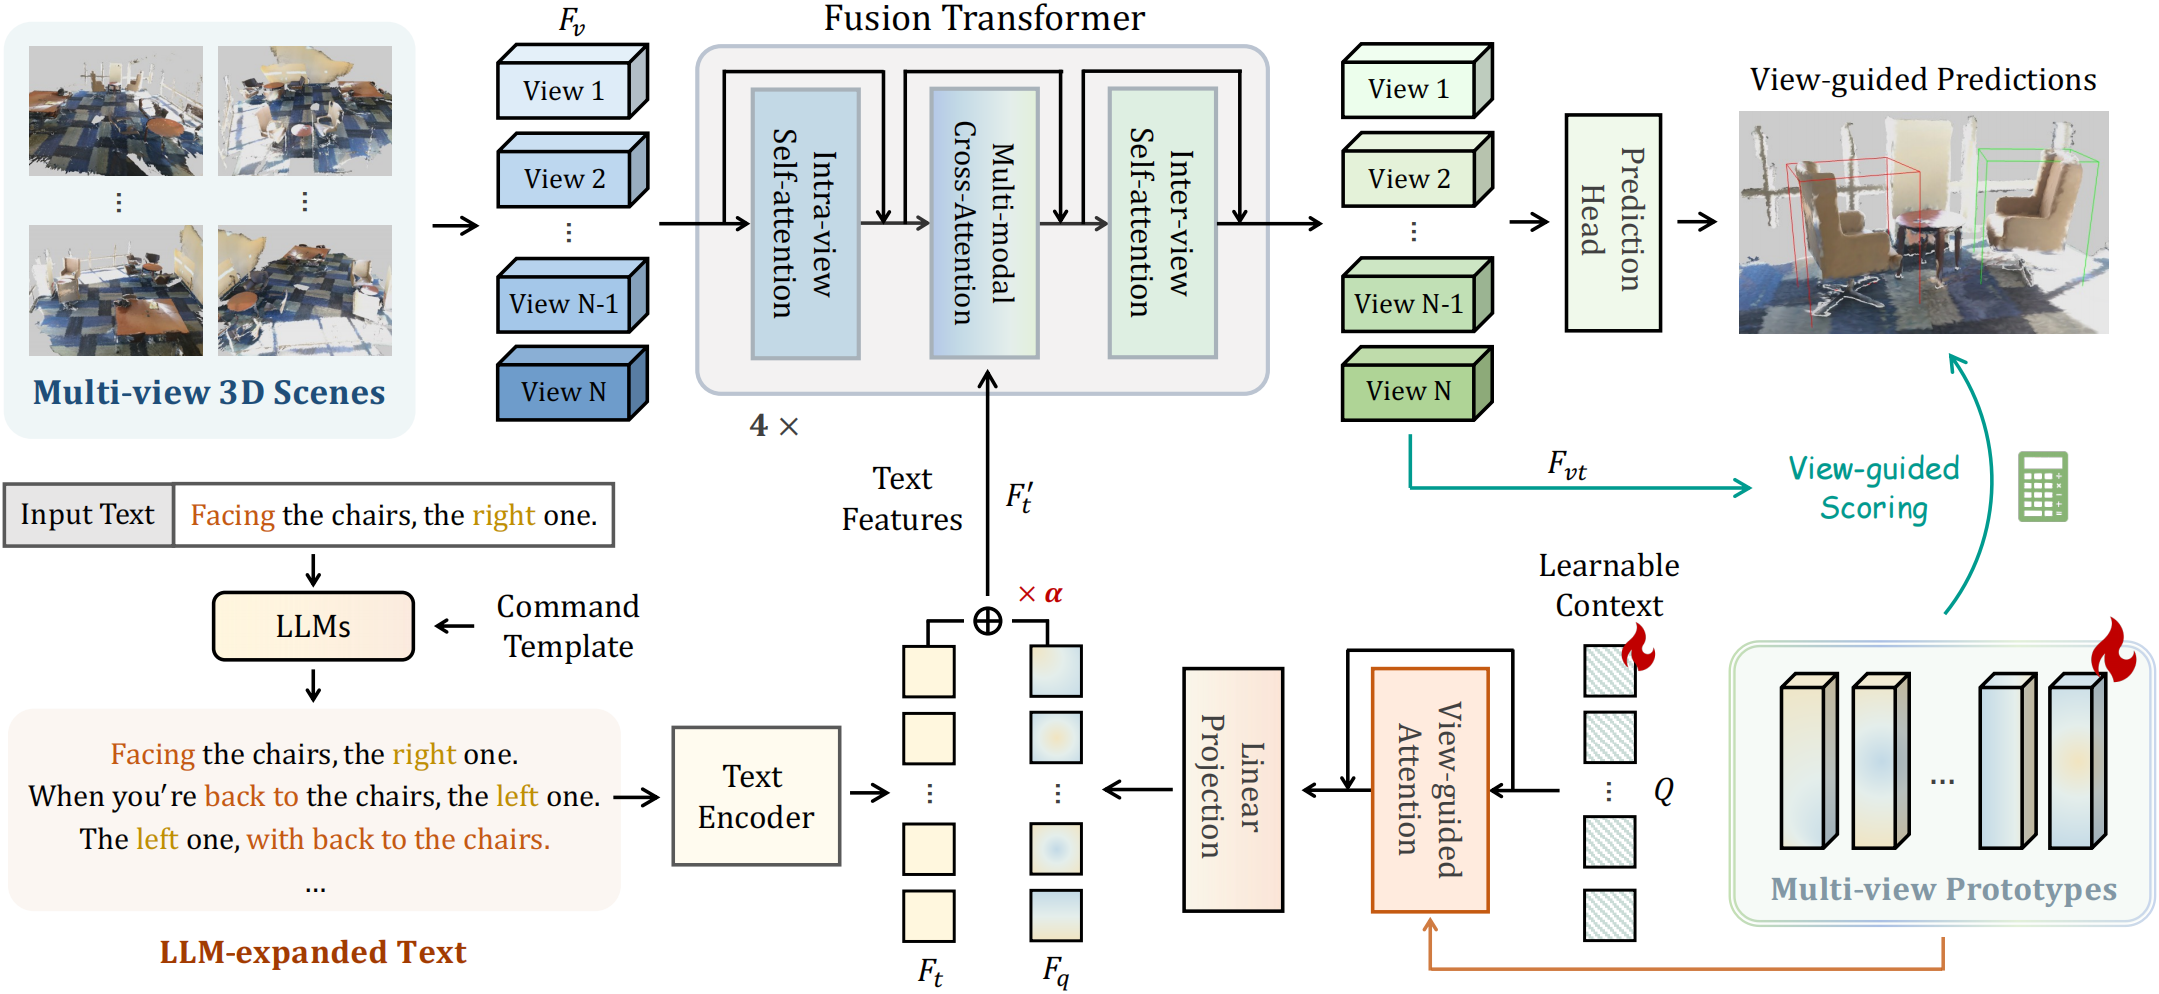 Fusion Transformer
F_v
View 1
View 2
⋮
View N-1
View N
Multi-view 3D Scenes
Intra-view
Self-attention
Multi-modal
Cross-Attention
Inter-view
Self-attention
4 ×
View 1
View 2
⋮
View N-1
View N
Prediction
Head
View-guided Predictions
F_vt
View-guided
Scoring
Text
Features
F_t′
Input Text
Facing the chairs, the right one.
LLMs
Command
Template
Facing the chairs, the right one.
When you're back to the chairs, the left one.
The left one, with back to the chairs.
...
LLM-expanded Text
Text
Encoder
× α
F_t
F_q
Linear
Projection
View-guided
Attention
Learnable
Context
Q
...
Multi-view Prototypes